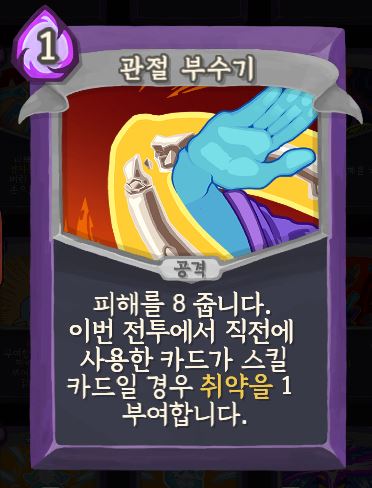 1
관절 부수기
공격
피해를 8 줍니다.
이번 전투에서 직전에
사용한 카드가 스킬
카드일 경우 취약을 1
부여합니다.